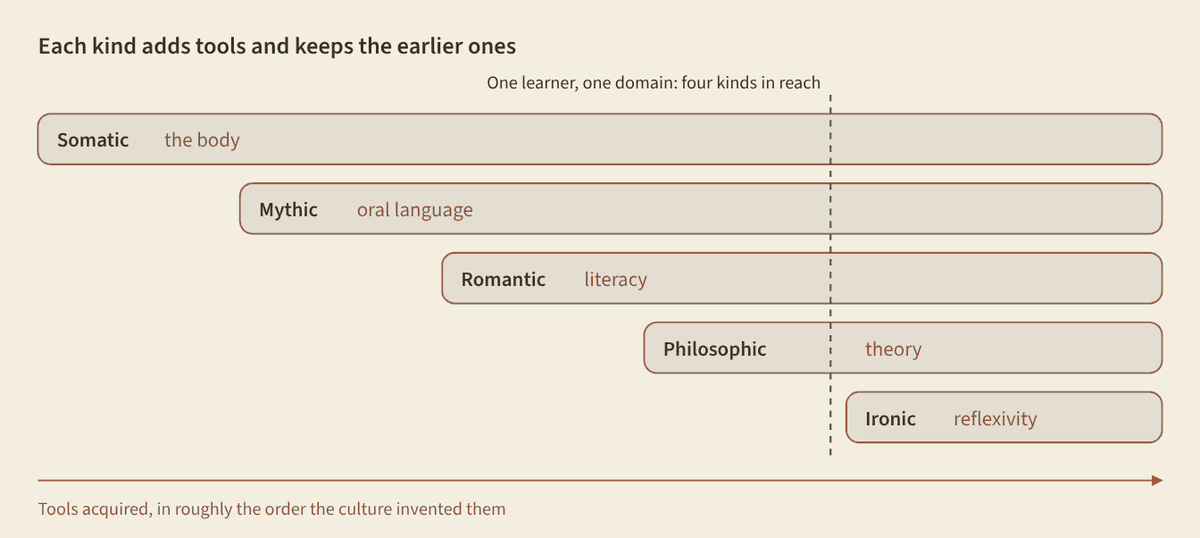 Each kind adds tools and keeps the earlier ones
One learner, one domain: four kinds in reach
Somatic the body
Mythic oral language
Romantic literacy
Philosophic theory
Ironic reflexivity
Tools acquired, in roughly the order the culture invented them